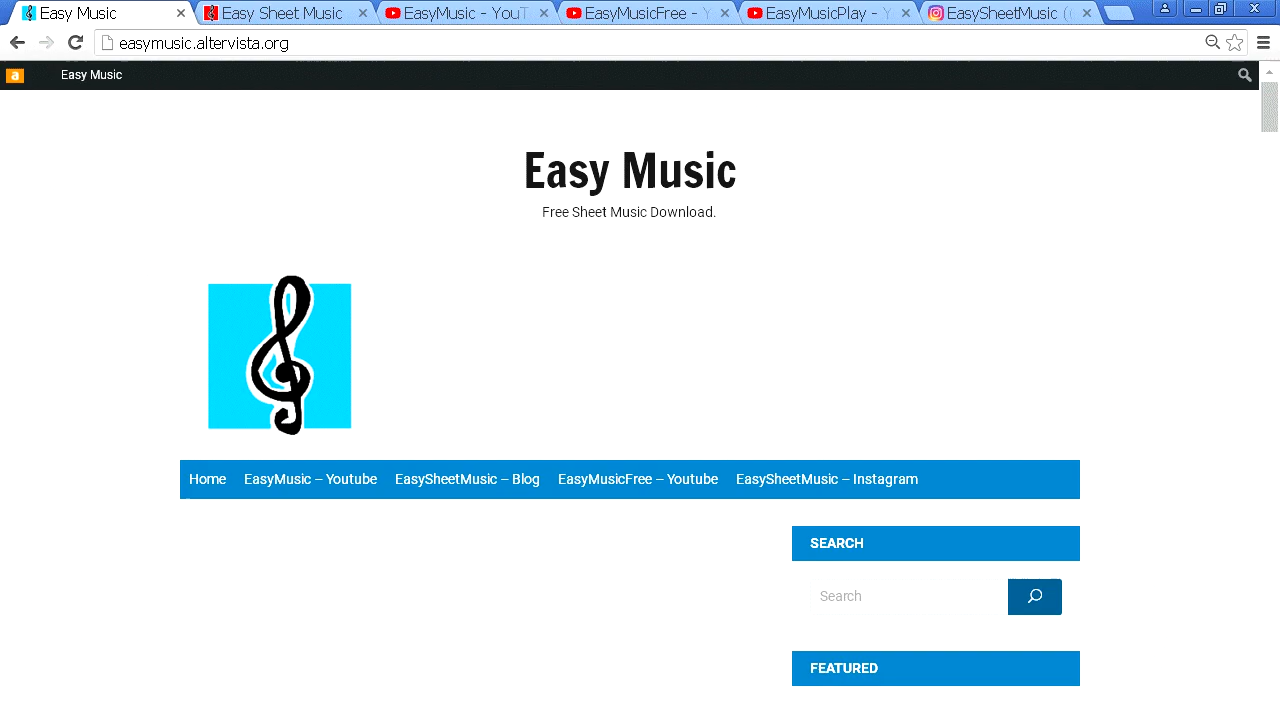 Easy Music
Easy Sheet Music
EasyMusic - YouT
EasyMusicFree - Y
EasyMusicPlay - Y
EasySheetMusic (
easymusic.altervista.org
a
Easy Music
Easy Music
Free Sheet Music Download.
Home EasyMusic – Youtube EasySheetMusic – Blog EasyMusicFree – Youtube EasySheetMusic – Instagram
SEARCH
Search
FEATURED